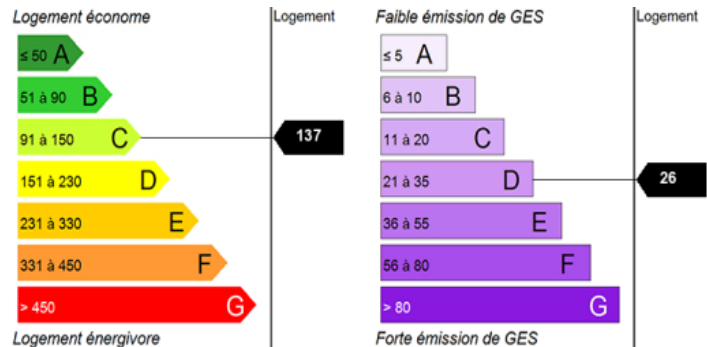 Logement économe
Logement
≤ 50 A
51 à 90 B
91 à 150 C
137
151 à 230 D
231 à 330 E
331 à 450 F
> 450 G
Logement énergivore
Faible émission de GES
Logement
≤ 5 A
6 à 10 B
11 à 20 C
21 à 35 D
26
36 à 55 E
56 à 80 F
> 80 G
Forte émission de GES